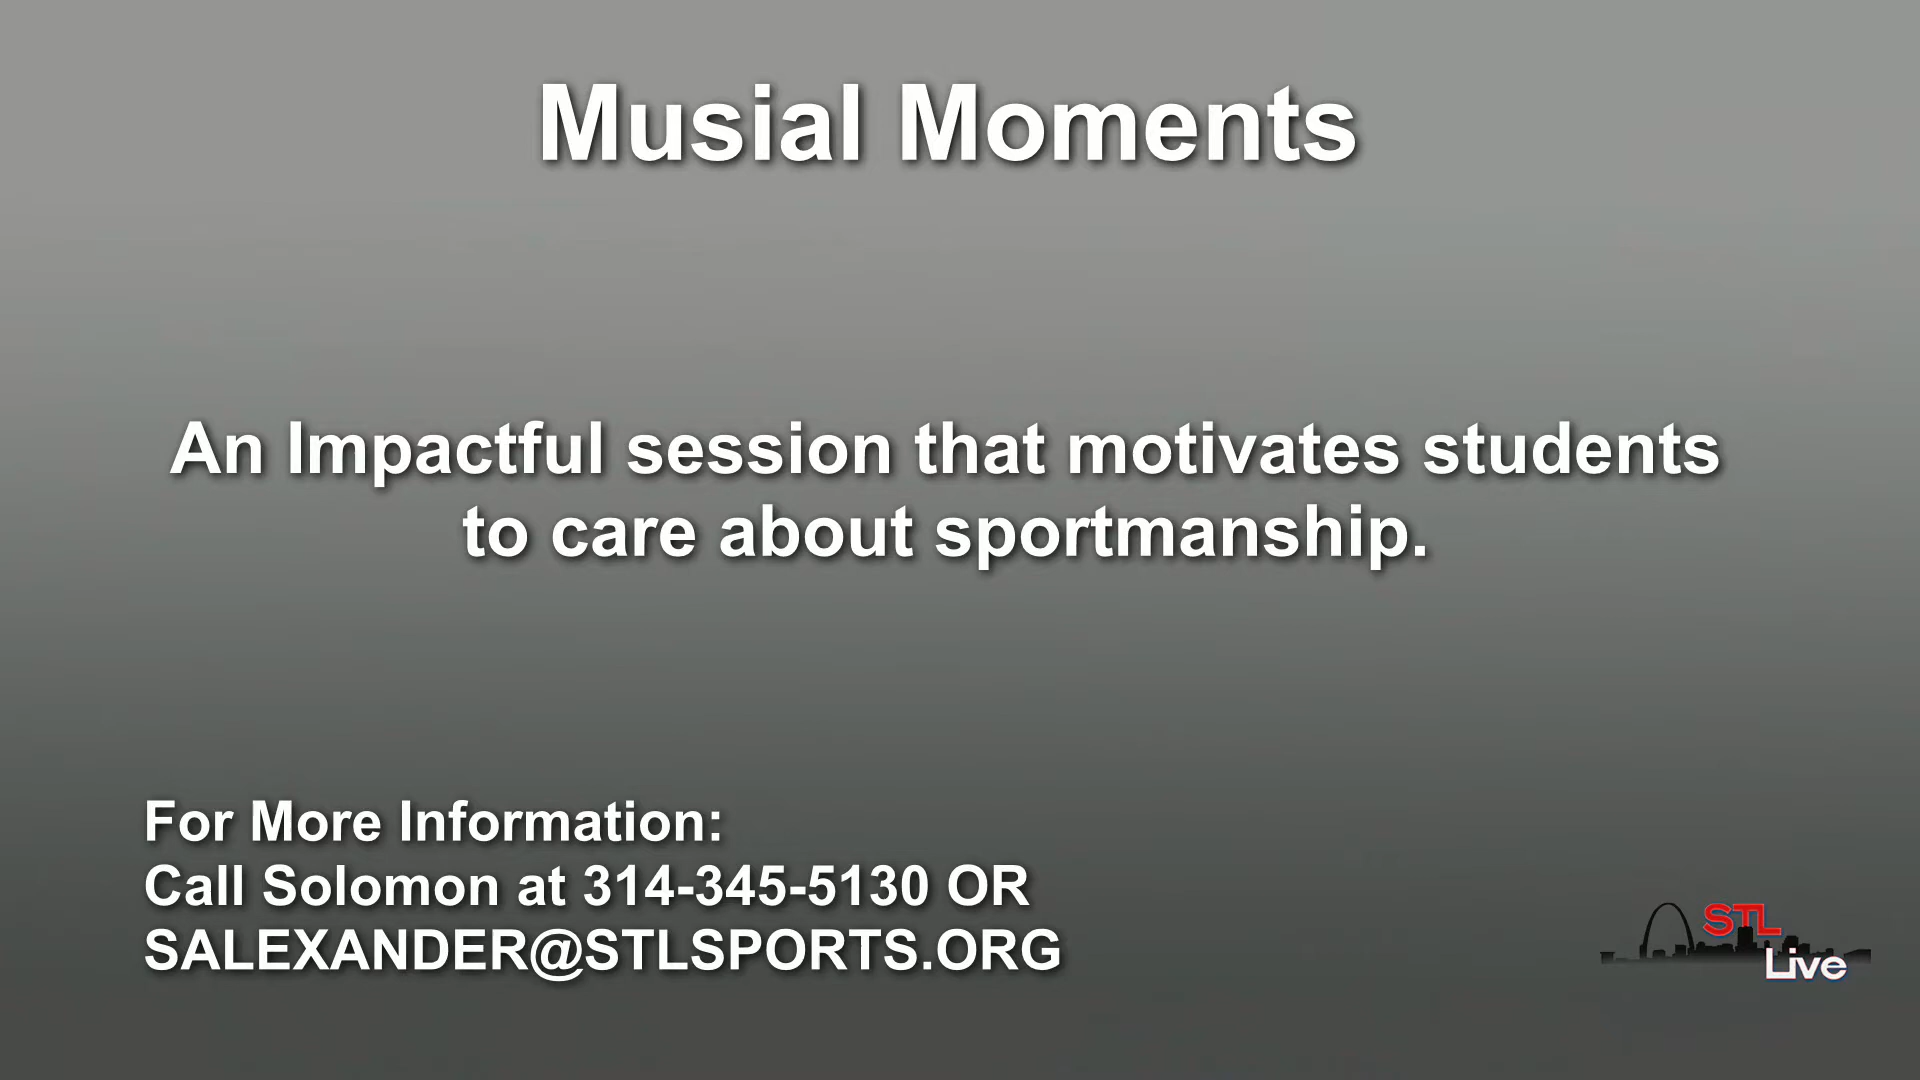 Musial Moments
An Impactful session that motivates students
to care about sportmanship.
For More Information:
Call Solomon at 314-345-5130 OR
SALEXANDER@STLSPORTS.ORG
STL
Live